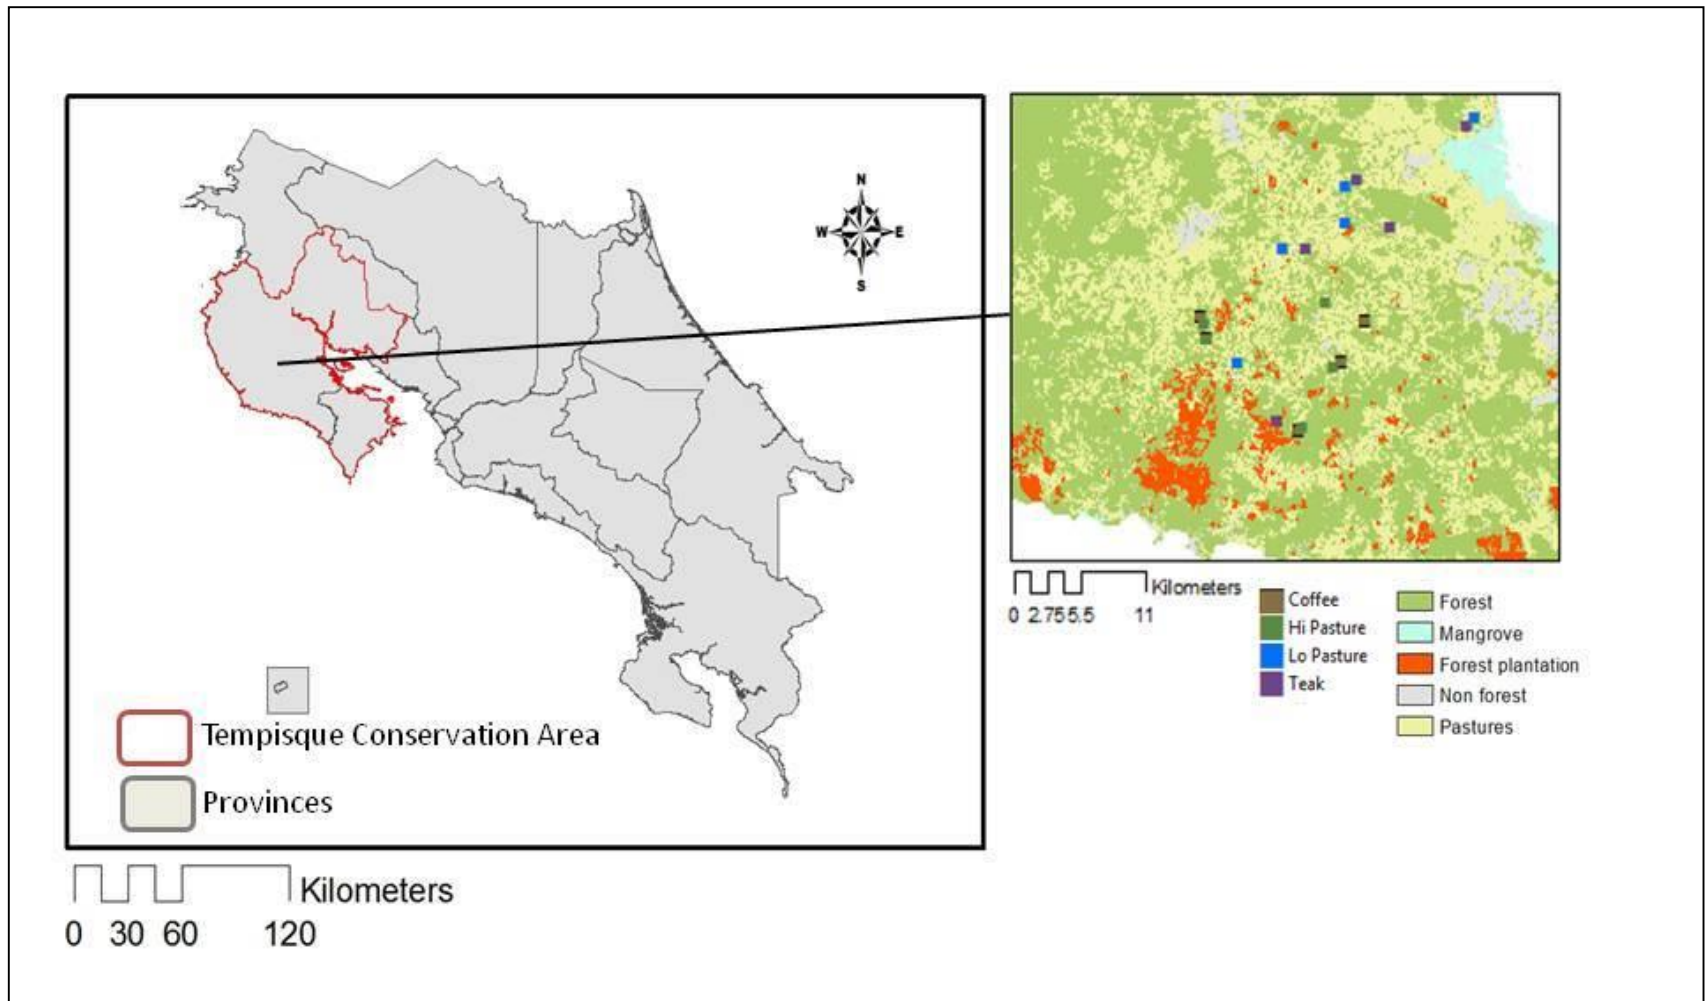 N
W E
S
Tempisque Conservation Area
Provinces
Kilometers
0 30 60 120
Kilometers
0 2.75 5.5 11
Coffee
Hi Pasture
Lo Pasture
Teak
Forest
Mangrove
Forest plantation
Non forest
Pastures